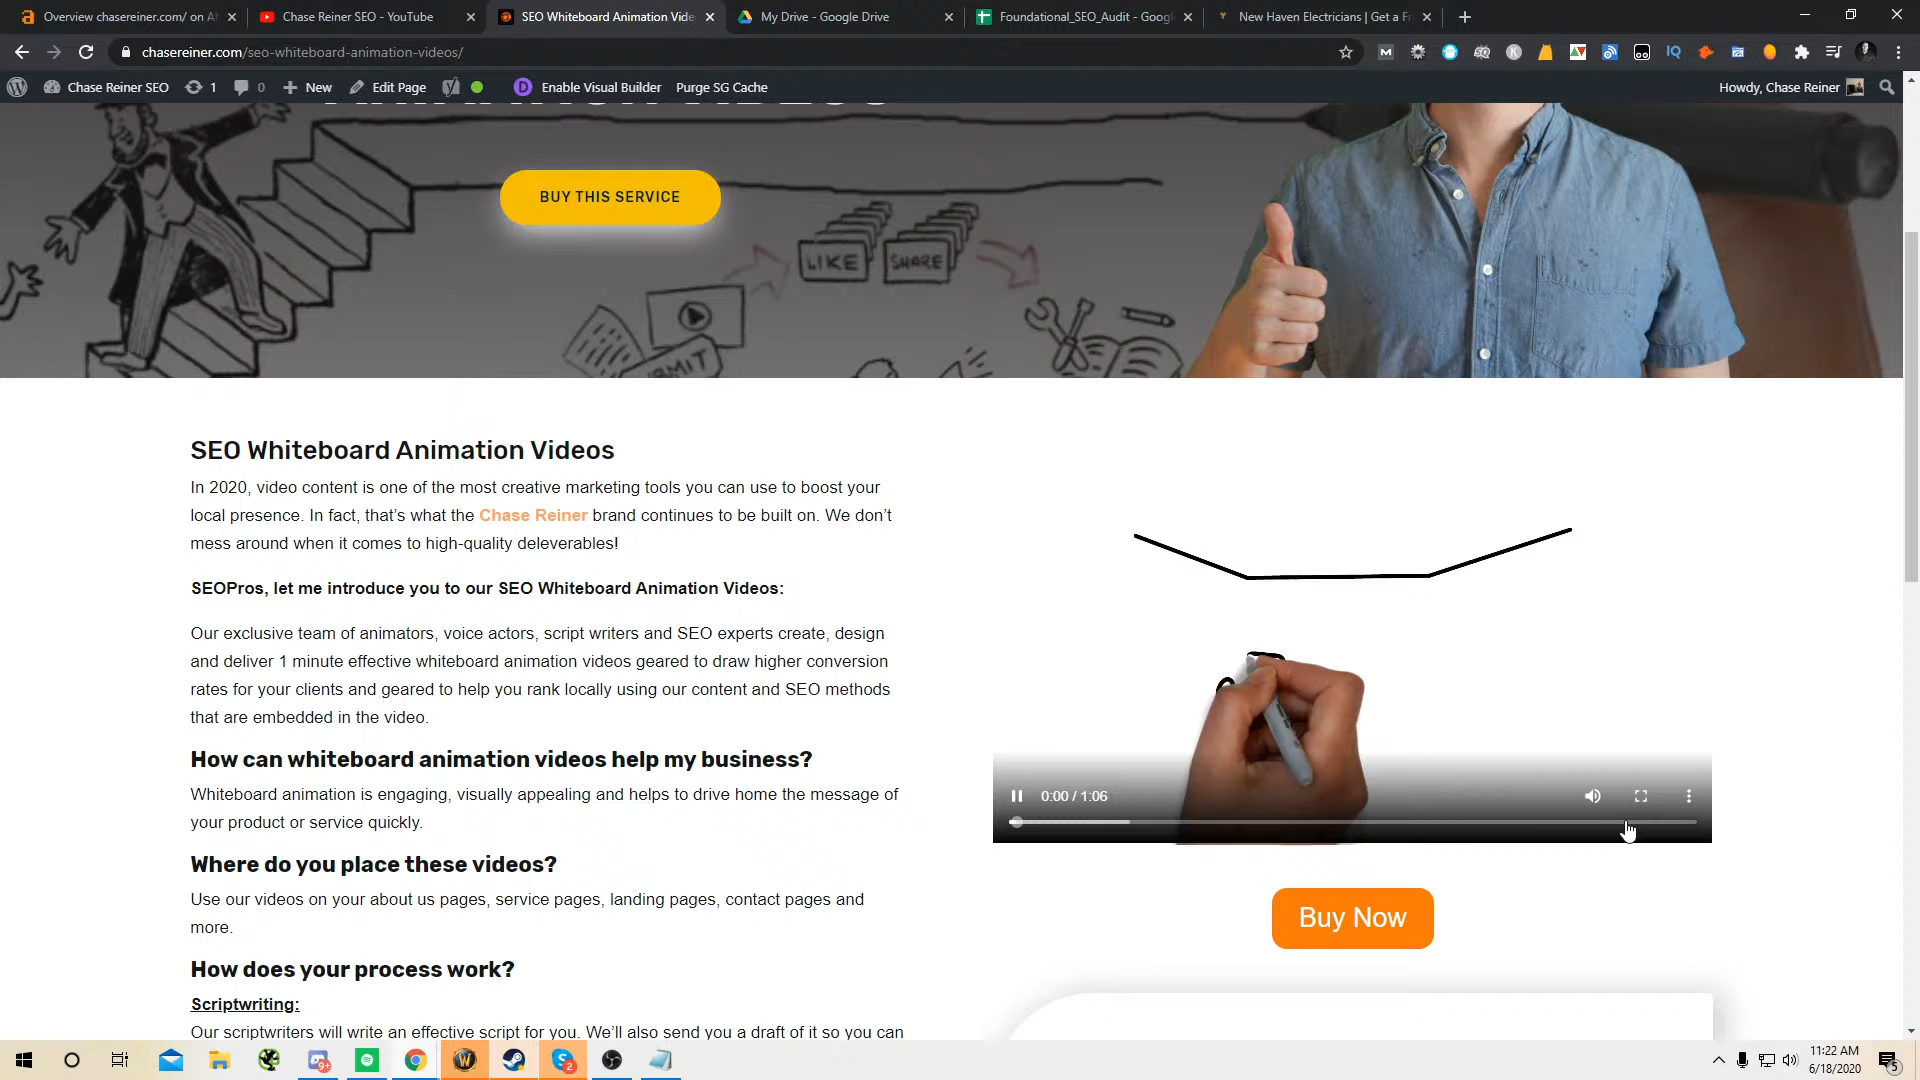 Overview chasereiner.com/ on A
Chase Reiner SEO - YouTube
SEO Whiteboard Animation Vide
My Drive - Google Drive
Foundational_SEO_Audit - Goog
New Haven Electricians | Get a Fr
chasereiner.com/seo-whiteboard-animation-videos/
Chase Reiner SEO
1
0
New
Edit Page
Enable Visual Builder
Purge SG Cache
Howdy, Chase Reiner
BUY THIS SERVICE
LIKE
SHARE
SEO Whiteboard Animation Videos
In 2020, video content is one of the most creative marketing tools you can use to boost your
local presence. In fact, that's what the Chase Reiner brand continues to be built on. We don't
mess around when it comes to high-quality deleverables!
SEOPros, let me introduce you to our SEO Whiteboard Animation Videos:
Our exclusive team of animators, voice actors, script writers and SEO experts create, design
and deliver 1 minute effective whiteboard animation videos geared to draw higher conversion
rates for your clients and geared to help you rank locally using our content and SEO methods
that are embedded in the video.
How can whiteboard animation videos help my business?
Whiteboard animation is engaging, visually appealing and helps to drive home the message of
your product or service quickly.
Where do you place these videos?
Use our videos on your about us pages, service pages, landing pages, contact pages and
more.
How does your process work?
Scriptwriting:
Our scriptwriters will write an effective script for you. We'll also send you a draft of it so you can
0:00 / 1:06
Buy Now
11:22 AM
6/18/2020